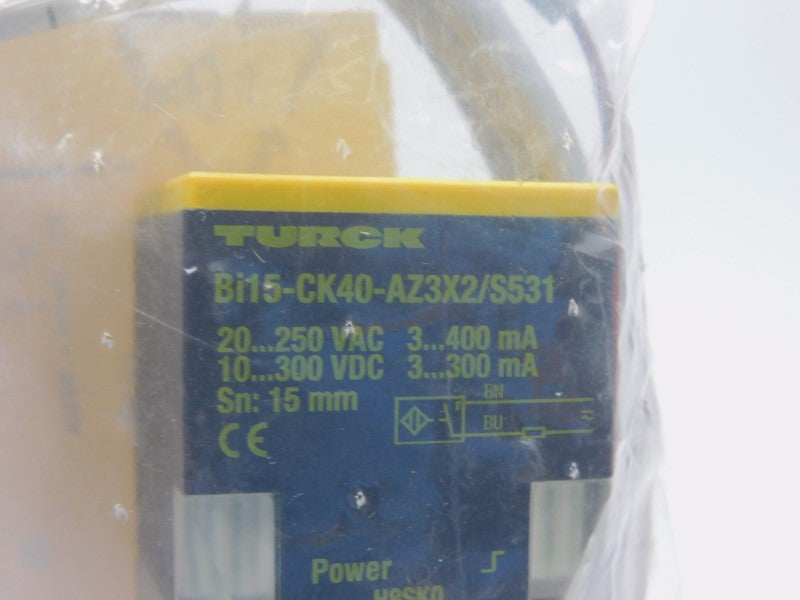 TURCK
Bi15-CK40-AZ3X2/S531
20...250 VAC 3...400 mA
10...300 VDC 3...300 mA
Sn: 15 mm
BN
BU
CE
Power
H8SK0